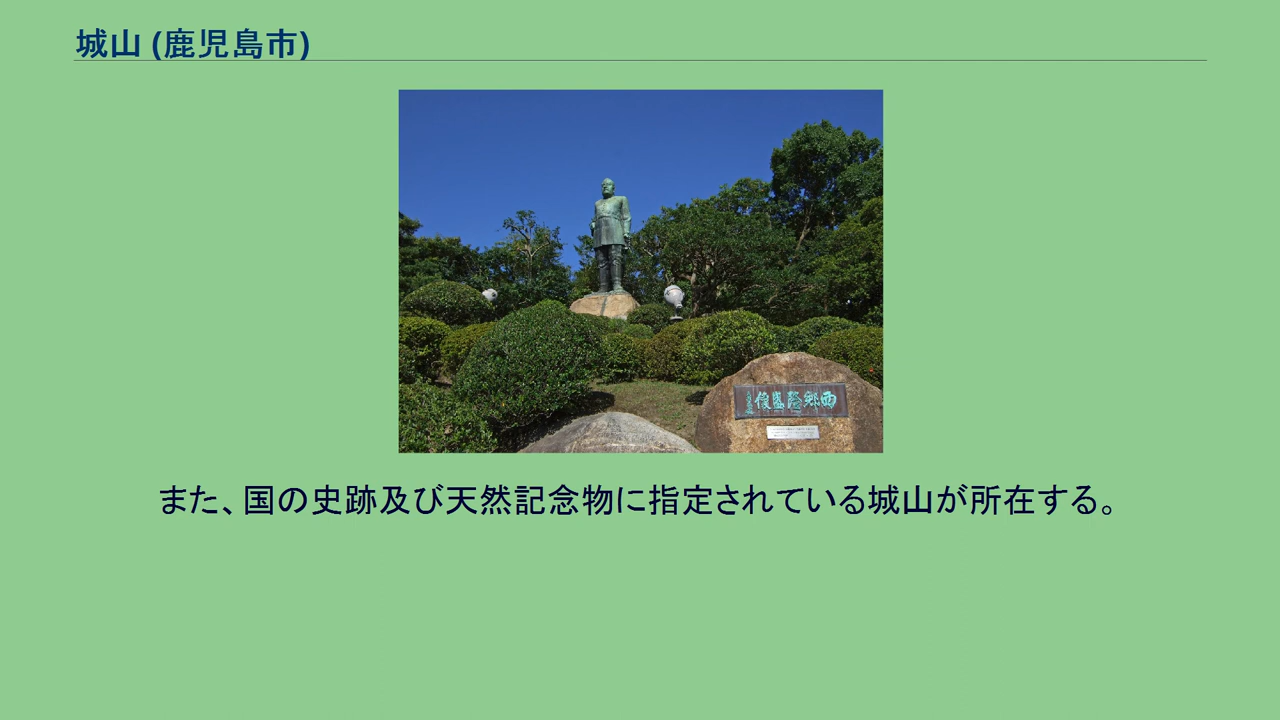 城山 (鹿児島市)
西郷隆盛像
また、国の史跡及び天然記念物に指定されている城山が所在する。